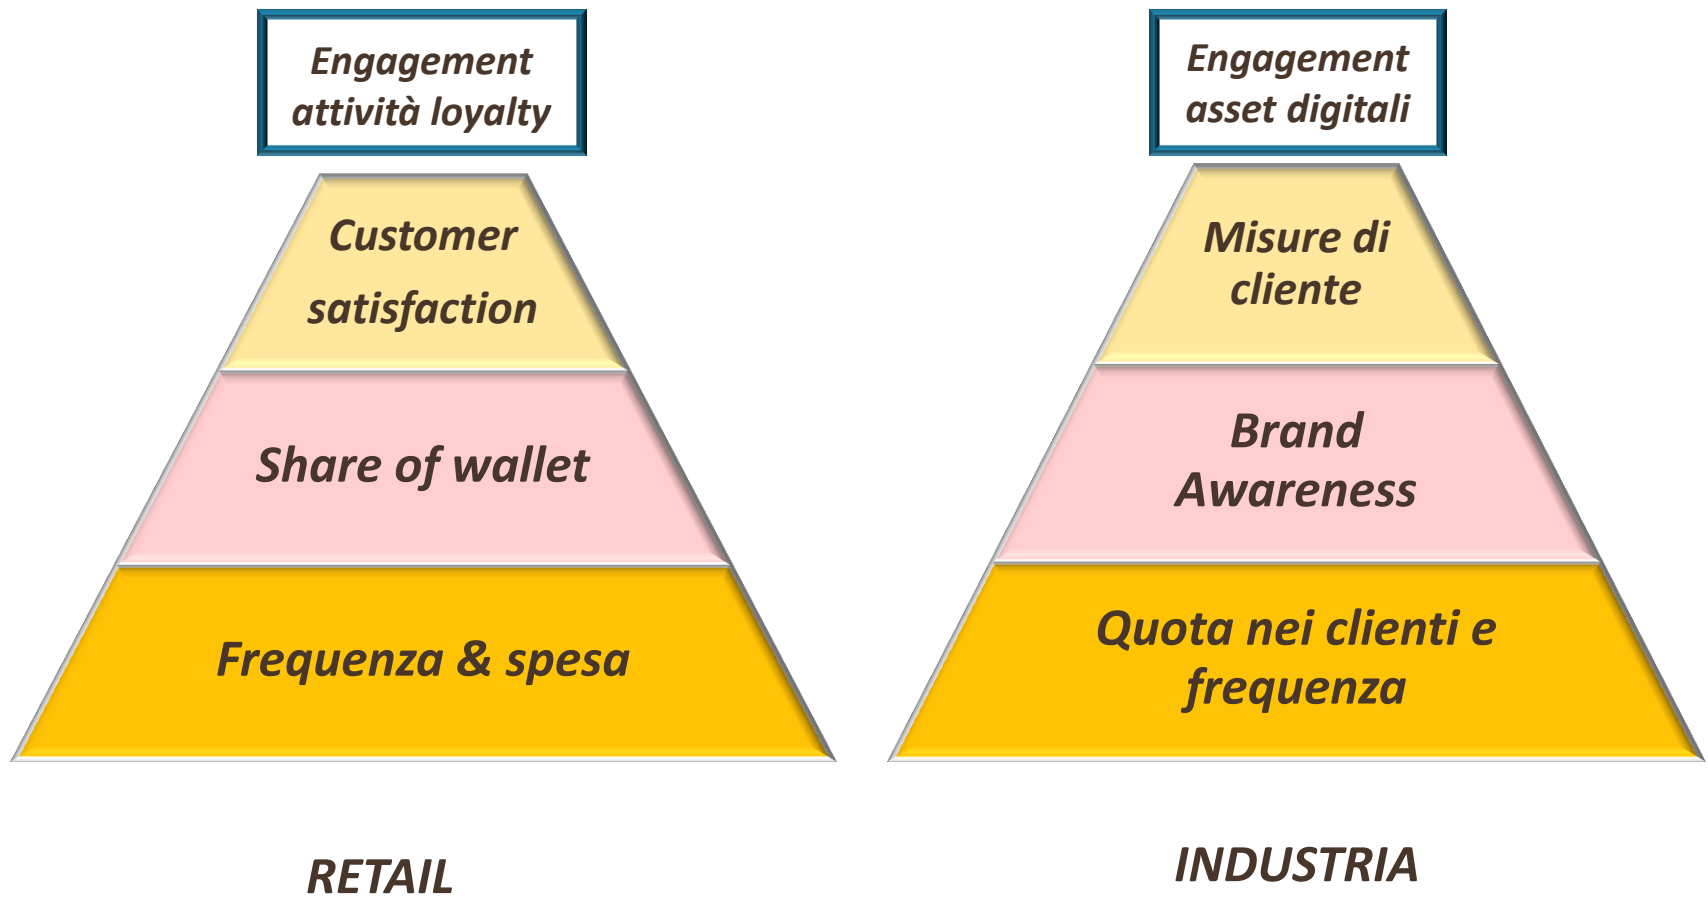 Engagement
attività loyalty
Customer
satisfaction
Share of wallet
Frequenza & spesa
RETAIL
Engagement
asset digitali
Misure di
cliente
Brand
Awareness
Quota nei clienti e
frequenza
INDUSTRIA